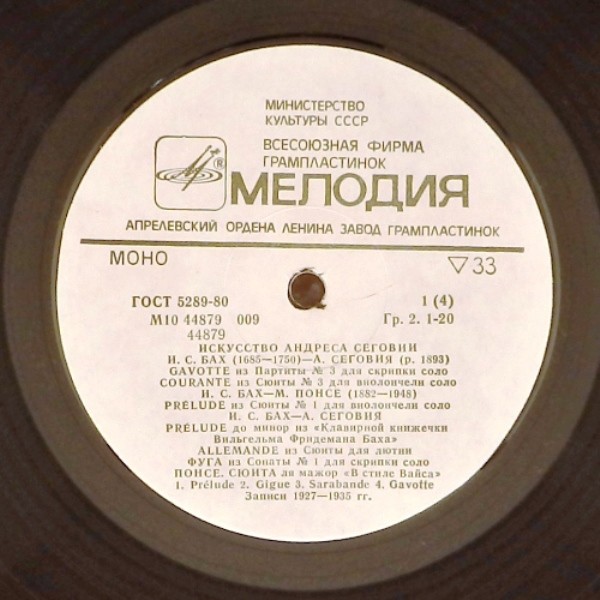 МИНИСТЕРСТВО
КУЛЬТУРЫ СССР
ВСЕСОЮЗНАЯ ФИРМА
ГРАМПЛАСТИНОК
®
МЕЛОДИЯ
АПРЕЛЕВСКИЙ ОРДЕНА ЛЕНИНА ЗАВОД ГРАМПЛАСТИНОК
МОНО ▽33
ГОСТ 5289-80 1 (4)
М10 44879 009 Гр. 2. 1-20
44879
ИСКУССТВО АНДРЕСА СЕГОВИИ
И. С. БАХ (1685—1750)—А. СЕГОВИЯ (р. 1893)
GAVOTTE из Партиты № 3 для скрипки соло
COURANTE из Сюиты № 3 для виолончели соло
И. С. БАХ—М. ПОНСЕ (1882—1948)
PRÉLUDE из Сюиты № 1 для виолончели соло
И. С. БАХ—А. СЕГОВИЯ
PRÉLUDE до минор из «Клавирной книжечки
Вильгельма Фридемана Баха»
ALLEMANDE из Сюиты для лютни
ФУГА из Сонаты № 1 для скрипки соло
ПОНСЕ. СЮИТА ля мажор «В стиле Вайса»
1. Prélude 2. Gigue 3. Sarabande 4. Gavotte
Записи 1927—1935 гг.